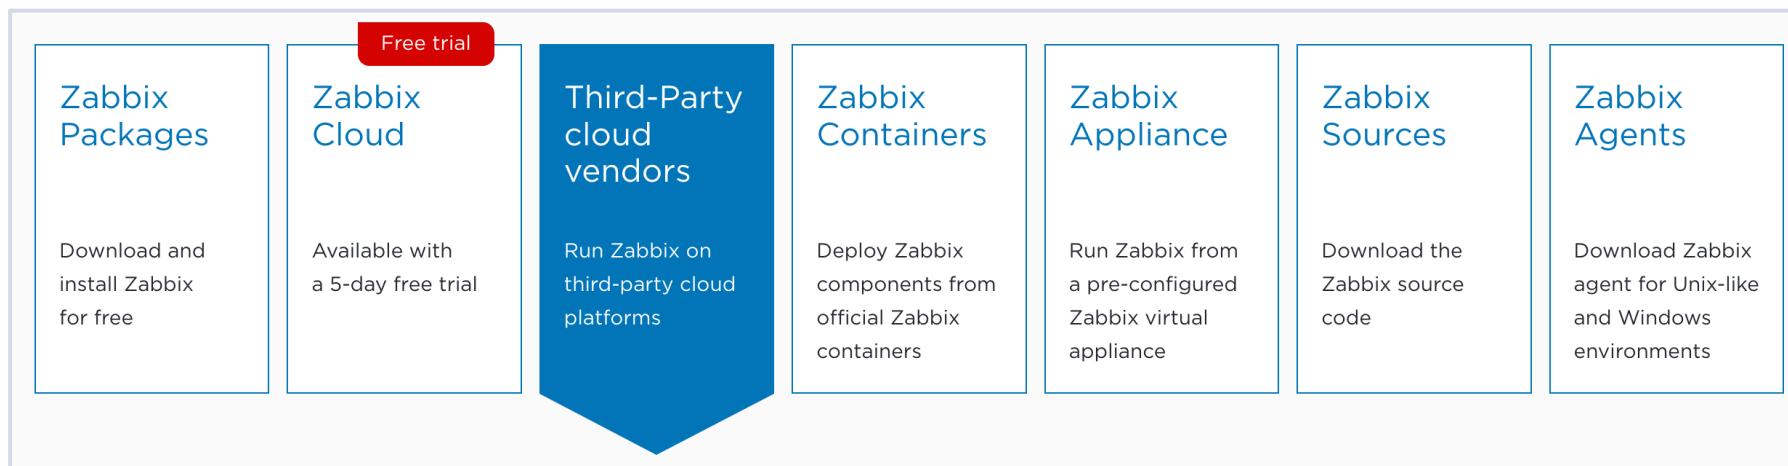 Free trial
Zabbix
Packages
Download and
install Zabbix
for free
Zabbix
Cloud
Available with
a 5-day free trial
Third-Party
cloud
vendors
Run Zabbix on
third-party cloud
platforms
Zabbix
Containers
Deploy Zabbix
components from
official Zabbix
containers
Zabbix
Appliance
Run Zabbix from
a pre-configured
Zabbix virtual
appliance
Zabbix
Sources
Download the
Zabbix source
code
Zabbix
Agents
Download Zabbix
agent for Unix-like
and Windows
environments